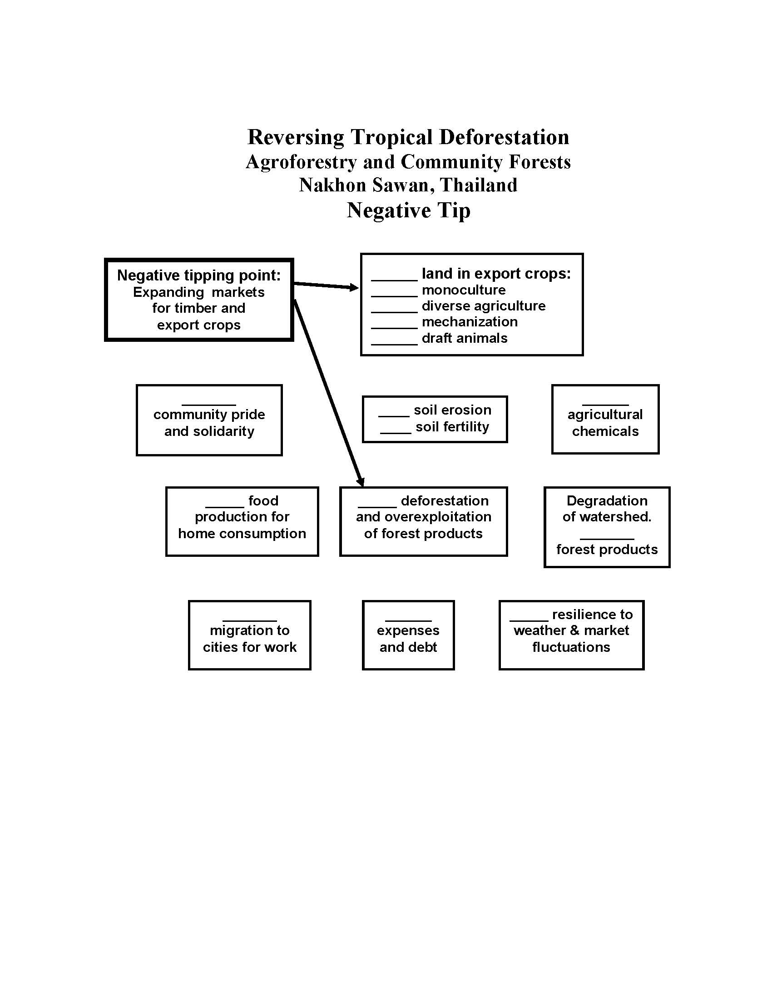 Reversing Tropical Deforestation
Agroforestry and Community Forests
Nakhon Sawan, Thailand
Negative Tip
Negative tipping point:
Expanding markets
for timber and
export crops
______ land in export crops:
______ monoculture
______ diverse agriculture
______ mechanization
______ draft animals
_______
community pride
and solidarity
____ soil erosion
____ soil fertility
______
agricultural
chemicals
_____ food
production for
home consumption
_____ deforestation
and overexploitation
of forest products
Degradation
of watershed.
_______
forest products
_______
migration to
cities for work
______
expenses
and debt
_____ resilience to
weather & market
fluctuations